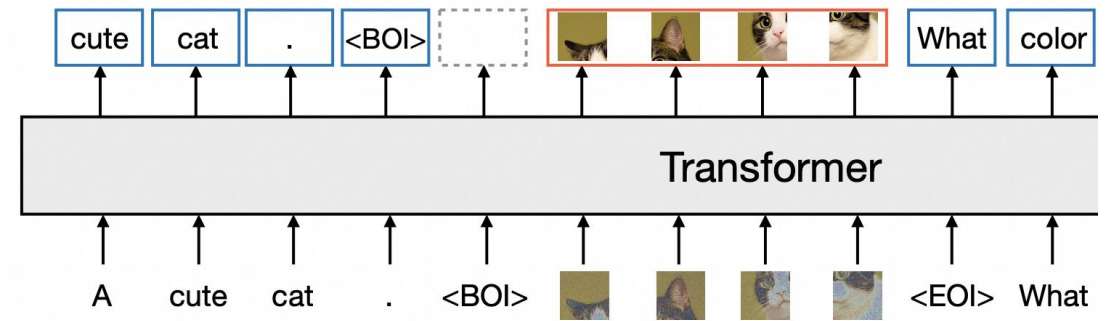 cute cat . <BOI> What color
Transformer
A cute cat . <BOI> <EOI> What